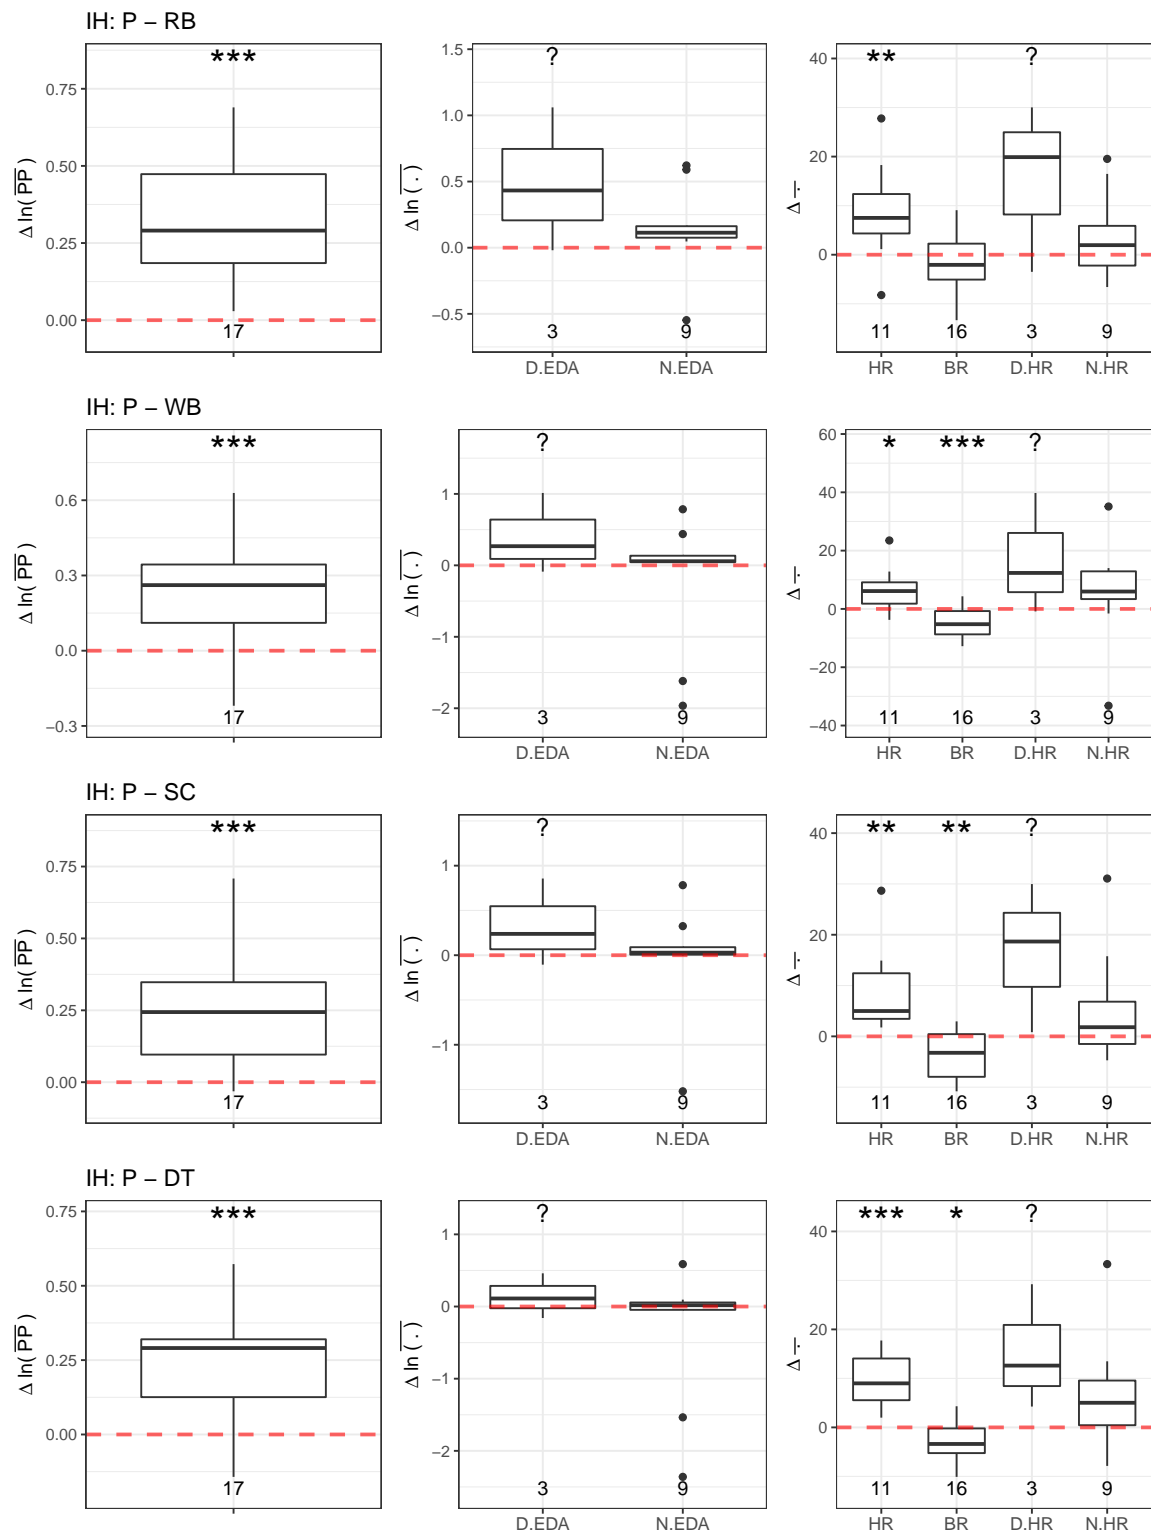 IH: P − RB
***
0.75
0.50
0.25
0.00
Δ ln( PP )
17
?
1.5
1.0
0.5
0.0
−0.5
Δ ln ( . )
3 9
D.EDA N.EDA
** ?
40
20
0
Δ .
11 16 3 9
HR BR D.HR N.HR
IH: P − WB
***
0.6
0.3
0.0
−0.3
Δ ln( PP )
17
?
1
0
−1
−2
Δ ln ( . )
3 9
D.EDA N.EDA
* *** ?
60
40
20
0
−20
−40
Δ .
11 16 3 9
HR BR D.HR N.HR
IH: P − SC
***
0.75
0.50
0.25
0.00
Δ ln( PP )
17
?
1
0
−1
Δ ln ( . )
3 9
D.EDA N.EDA
** ** ?
40
20
0
Δ .
11 16 3 9
HR BR D.HR N.HR
IH: P − DT
***
0.75
0.50
0.25
0.00
Δ ln( PP )
17
?
1
0
−1
−2
Δ ln ( . )
3 9
D.EDA N.EDA
*** * ?
40
20
0
Δ .
11 16 3 9
HR BR D.HR N.HR